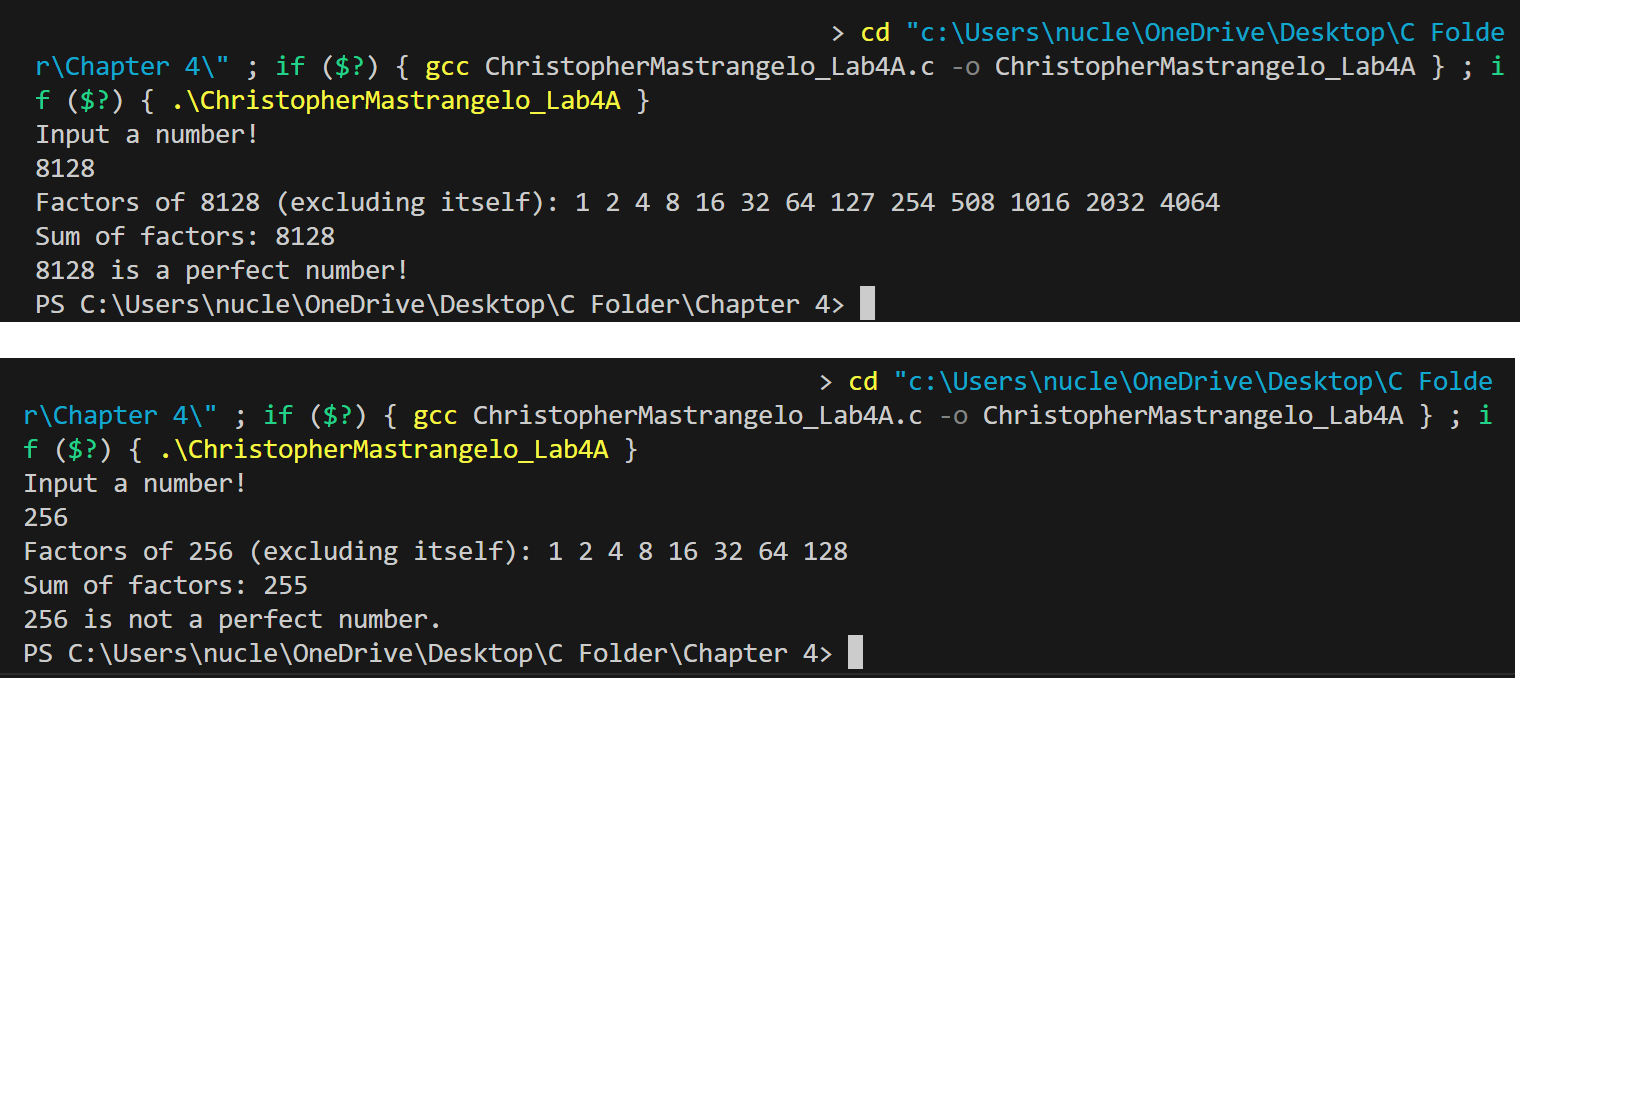 > cd "c:\Users\nucle\OneDrive\Desktop\C Folde
r\Chapter 4\" ; if ($?) { gcc ChristopherMastrangelo_Lab4A.c -o ChristopherMastrangelo_Lab4A } ; i
f ($?) { .\ChristopherMastrangelo_Lab4A }
Input a number!
8128
Factors of 8128 (excluding itself): 1 2 4 8 16 32 64 127 254 508 1016 2032 4064
Sum of factors: 8128
8128 is a perfect number!
PS C:\Users\nucle\OneDrive\Desktop\C Folder\Chapter 4>
> cd "c:\Users\nucle\OneDrive\Desktop\C Folde
r\Chapter 4\" ; if ($?) { gcc ChristopherMastrangelo_Lab4A.c -o ChristopherMastrangelo_Lab4A } ; i
f ($?) { .\ChristopherMastrangelo_Lab4A }
Input a number!
256
Factors of 256 (excluding itself): 1 2 4 8 16 32 64 128
Sum of factors: 255
256 is not a perfect number.
PS C:\Users\nucle\OneDrive\Desktop\C Folder\Chapter 4>